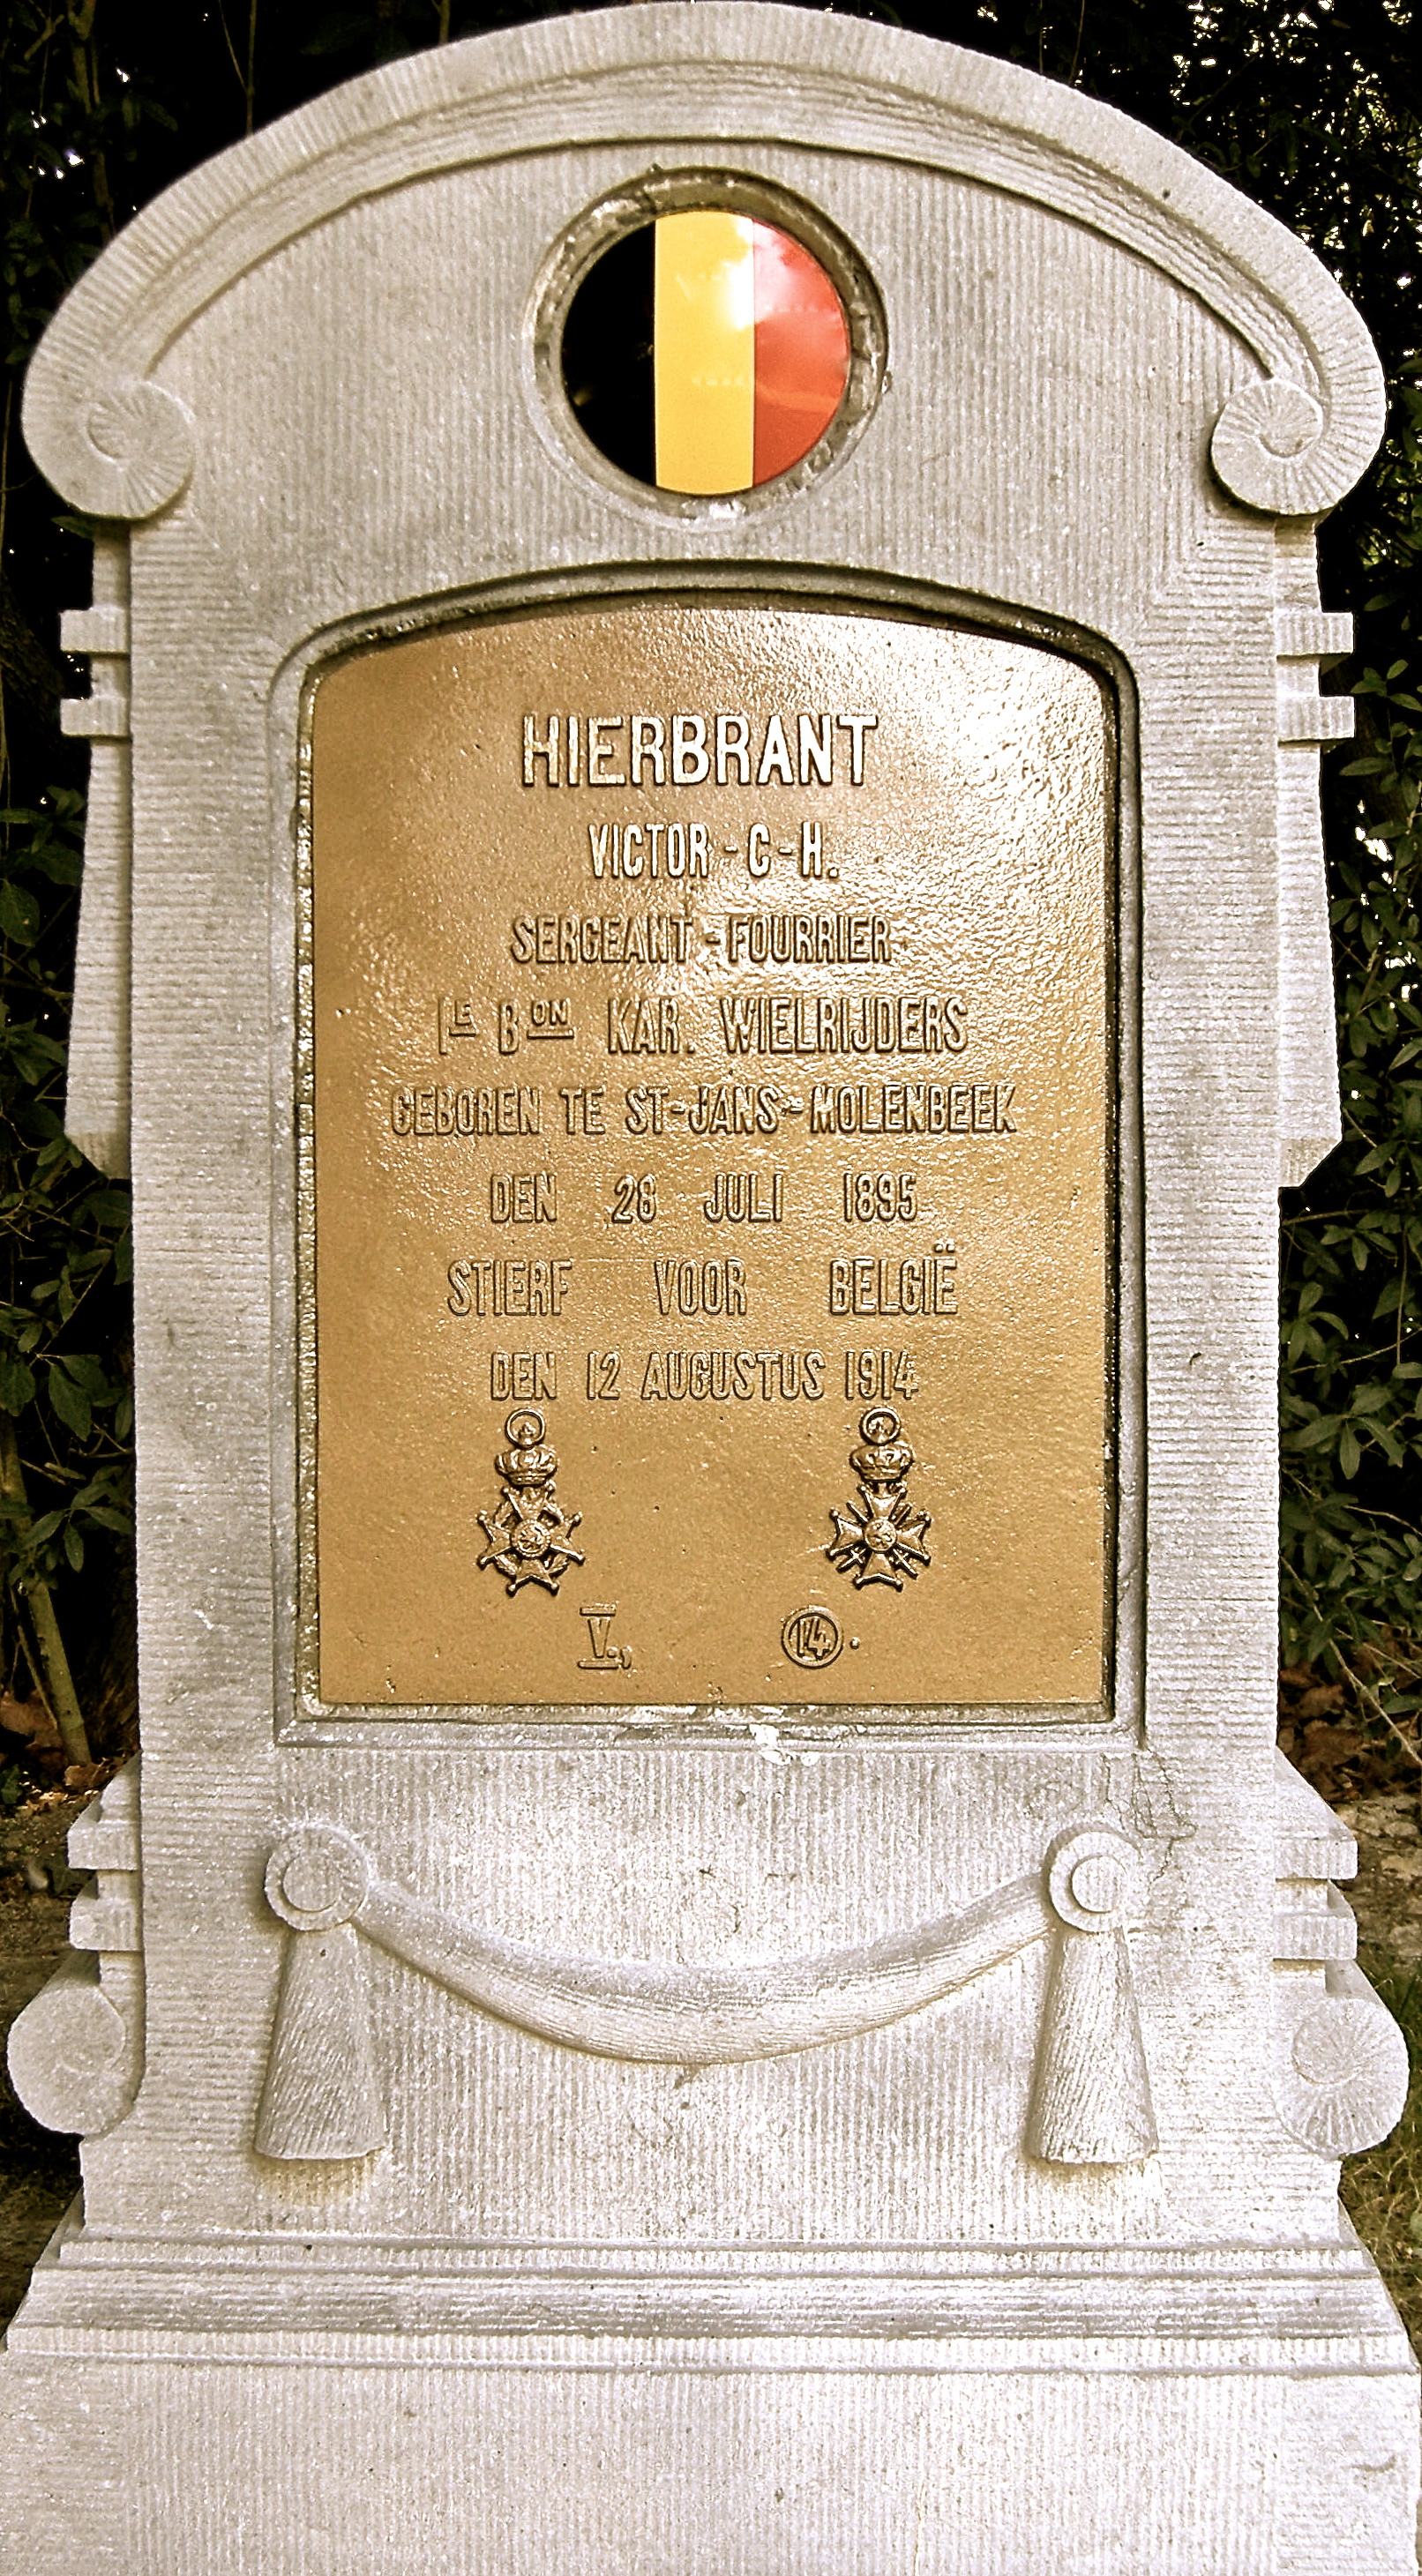 HIERBRANT
VICTOR - C - H.
SERGEANT - FOURRIER
1E BON KAR. WIELRIJDERS
GEBOREN TE ST-JANS-MOLENBEEK
DEN 28 JULI 1895
STIERF VOOR BELGIË
DEN 12 AUGUSTUS 1914
V., 14.